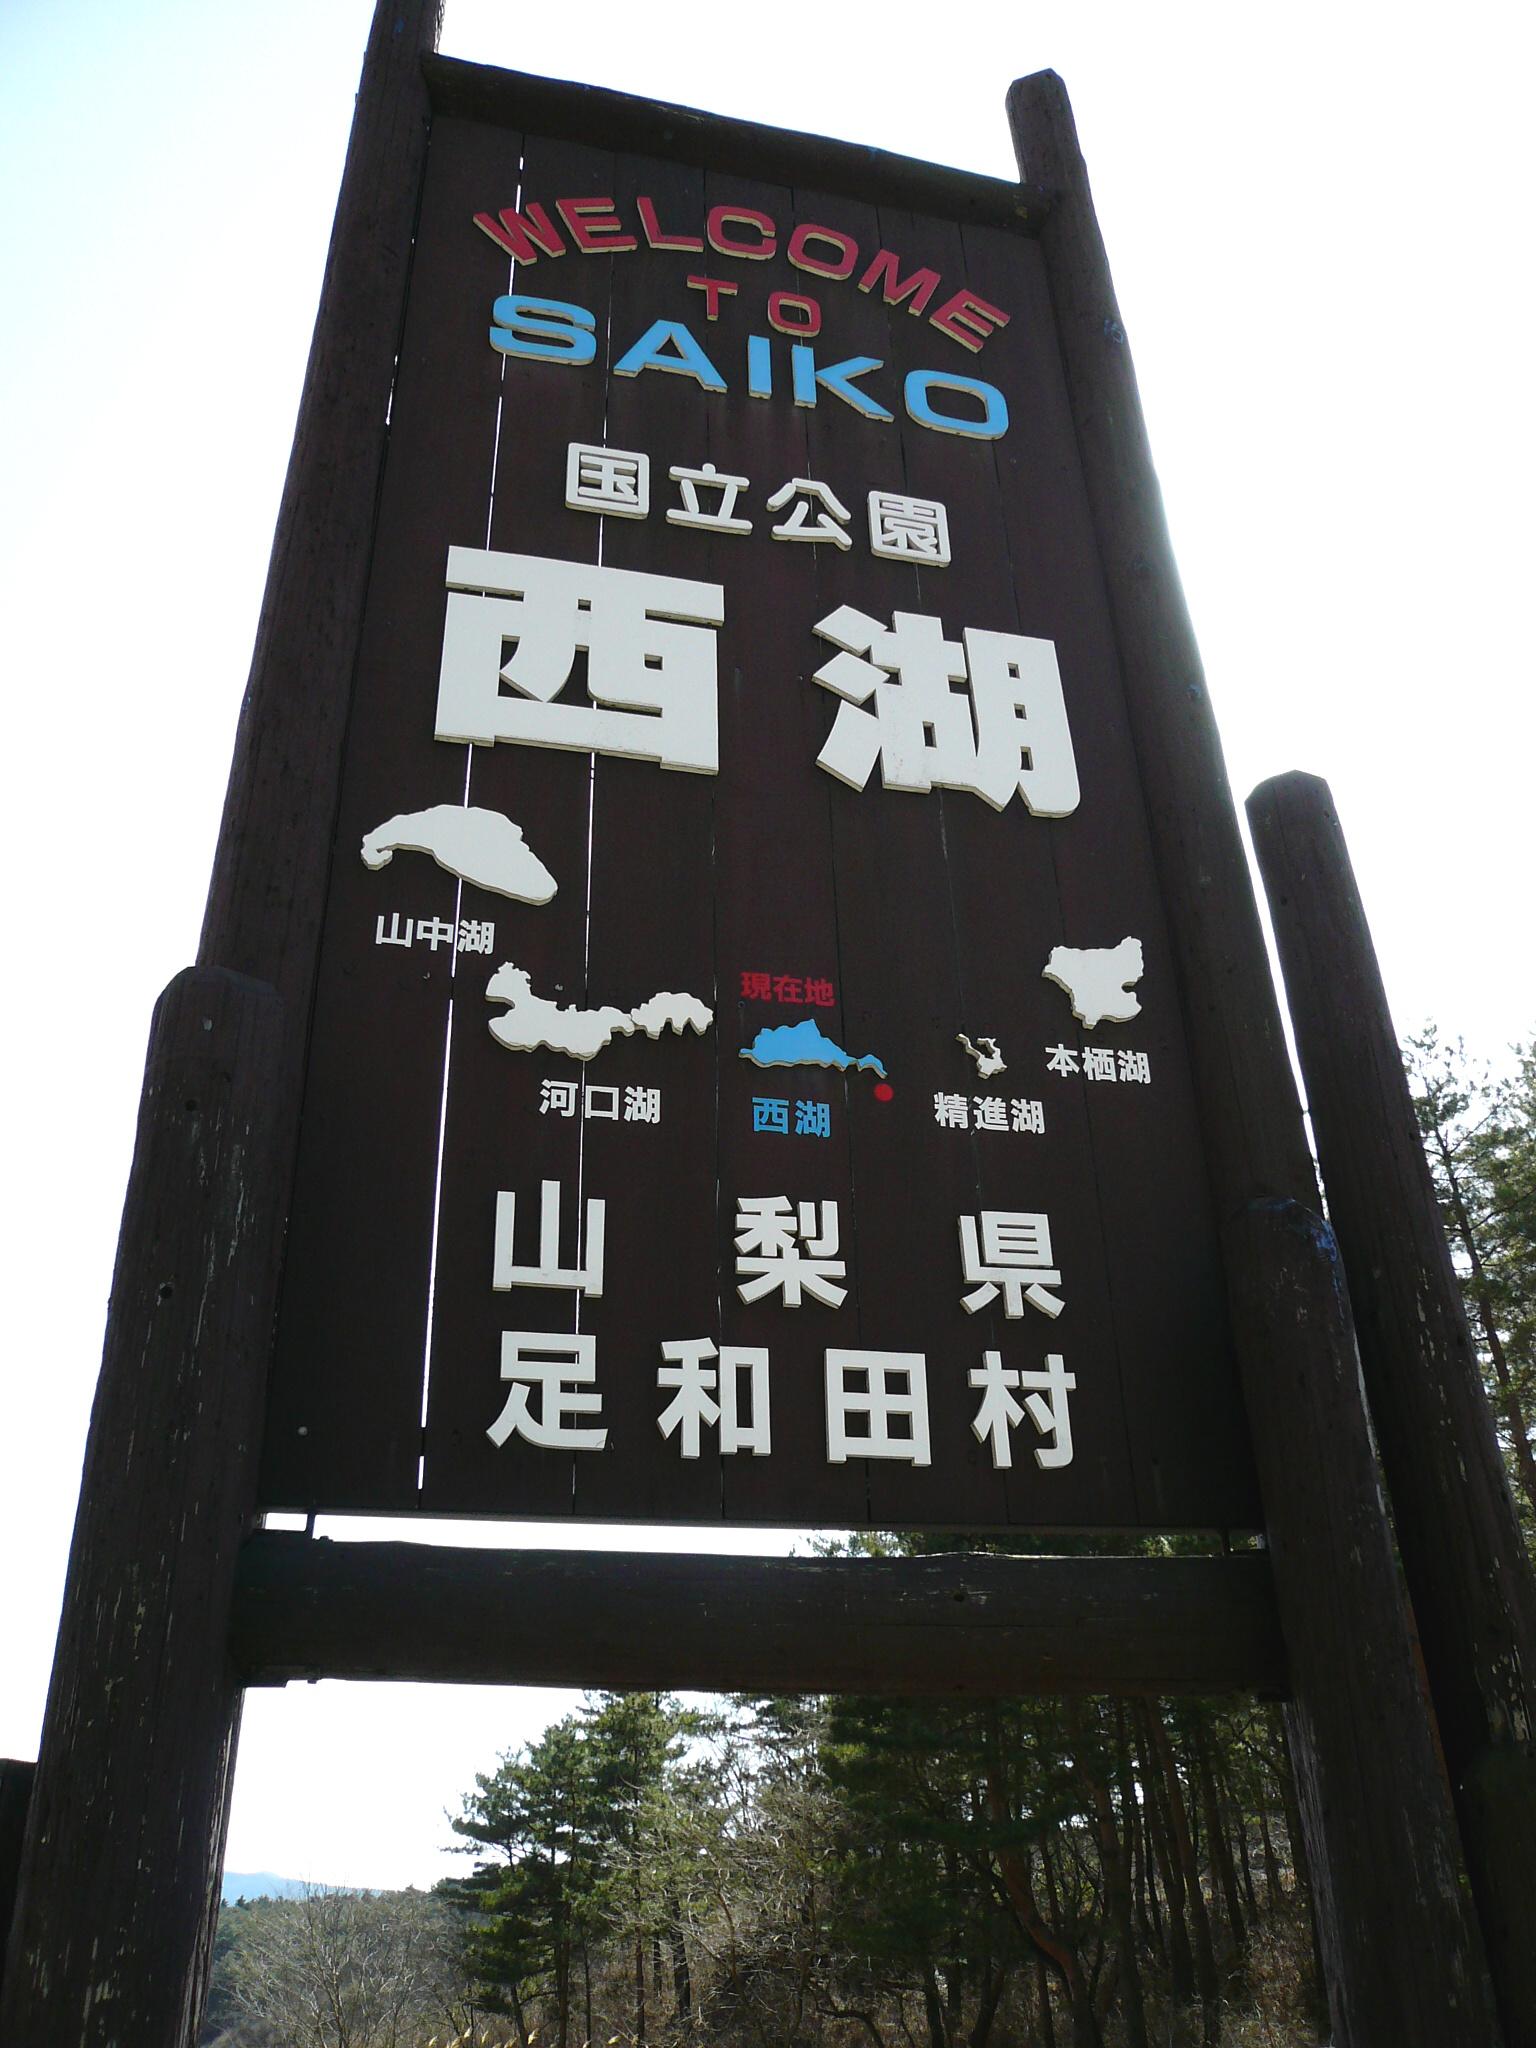 WELCOME
TO
SAIKO
国立公園
西湖
山中湖
現在地
本栖湖
河口湖
西湖
精進湖
山梨県
足和田村